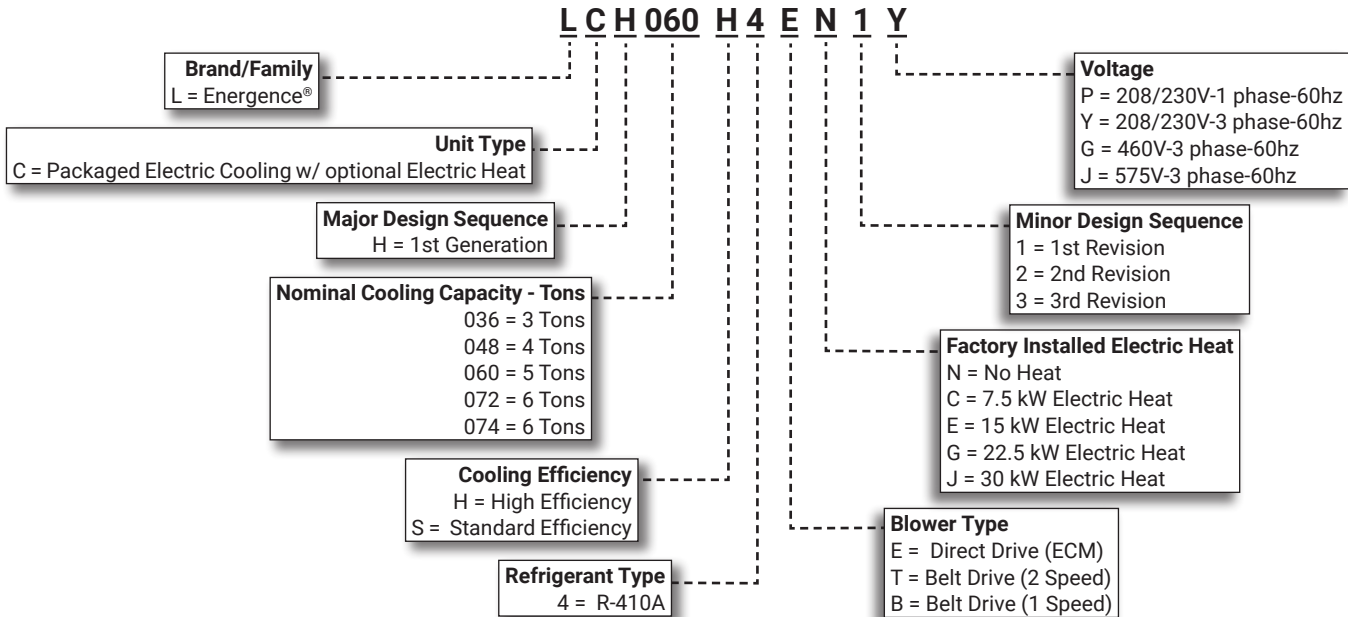 L C H 060 H 4 E N 1 Y
Brand/Family
L = Energence®
Unit Type
C = Packaged Electric Cooling w/ optional Electric Heat
Major Design Sequence
H = 1st Generation
Nominal Cooling Capacity - Tons
036 = 3 Tons
048 = 4 Tons
060 = 5 Tons
072 = 6 Tons
074 = 6 Tons
Cooling Efficiency
H = High Efficiency
S = Standard Efficiency
Refrigerant Type
4 = R-410A
Voltage
P = 208/230V-1 phase-60hz
Y = 208/230V-3 phase-60hz
G = 460V-3 phase-60hz
J = 575V-3 phase-60hz
Minor Design Sequence
1 = 1st Revision
2 = 2nd Revision
3 = 3rd Revision
Factory Installed Electric Heat
N = No Heat
C = 7.5 kW Electric Heat
E = 15 kW Electric Heat
G = 22.5 kW Electric Heat
J = 30 kW Electric Heat
Blower Type
E = Direct Drive (ECM)
T = Belt Drive (2 Speed)
B = Belt Drive (1 Speed)